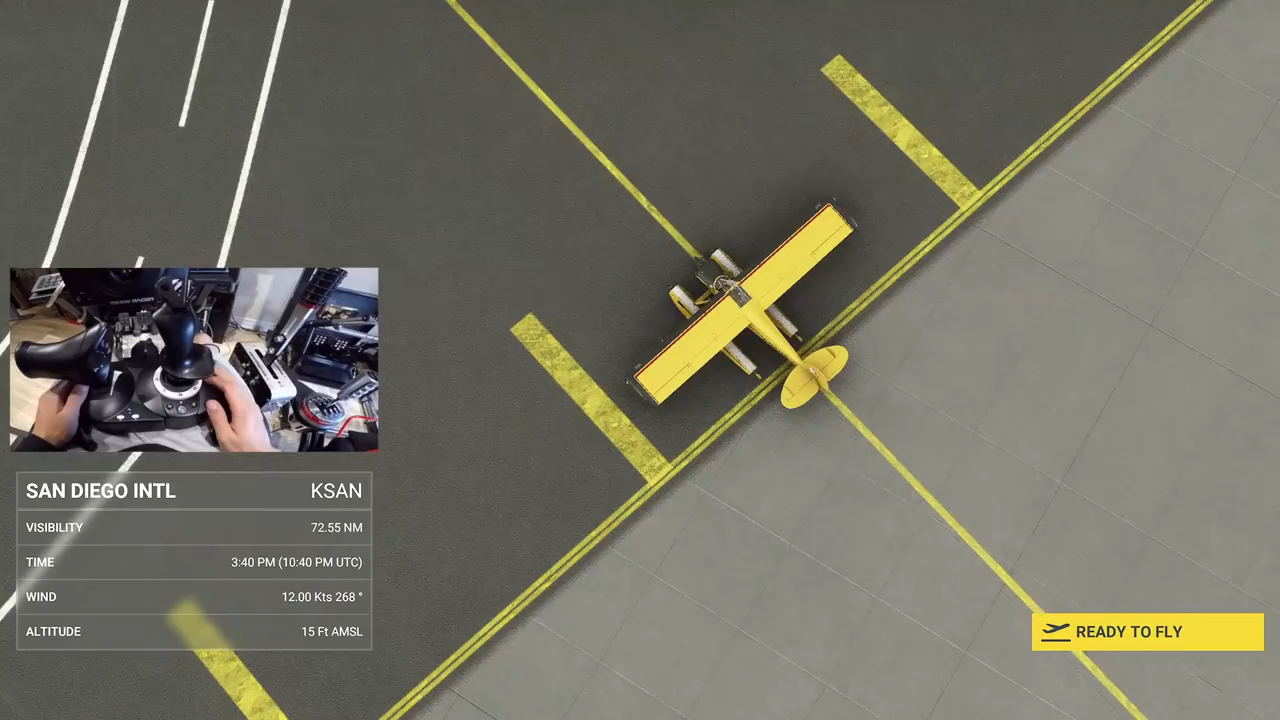 SAN DIEGO INTL KSAN
VISIBILITY 72.55 NM
TIME 3:40 PM (10:40 PM UTC)
WIND 12.00 Kts 268 °
ALTITUDE 15 Ft AMSL
READY TO FLY